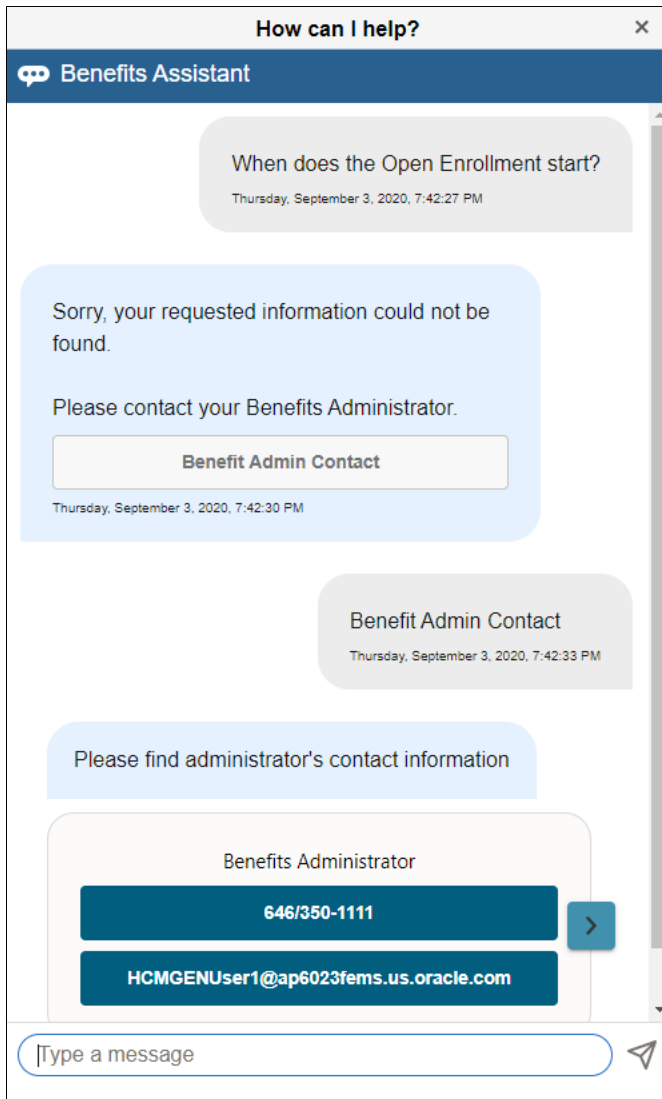 How can I help?
Benefits Assistant
When does the Open Enrollment start?
Thursday, September 3, 2020, 7:42:27 PM
Sorry, your requested information could not be
found.
Please contact your Benefits Administrator.
Benefit Admin Contact
Thursday, September 3, 2020, 7:42:30 PM
Benefit Admin Contact
Thursday, September 3, 2020, 7:42:33 PM
Please find administrator's contact information
Benefits Administrator
646/350-1111
HCMGENUser1@ap6023fems.us.oracle.com
Type a message